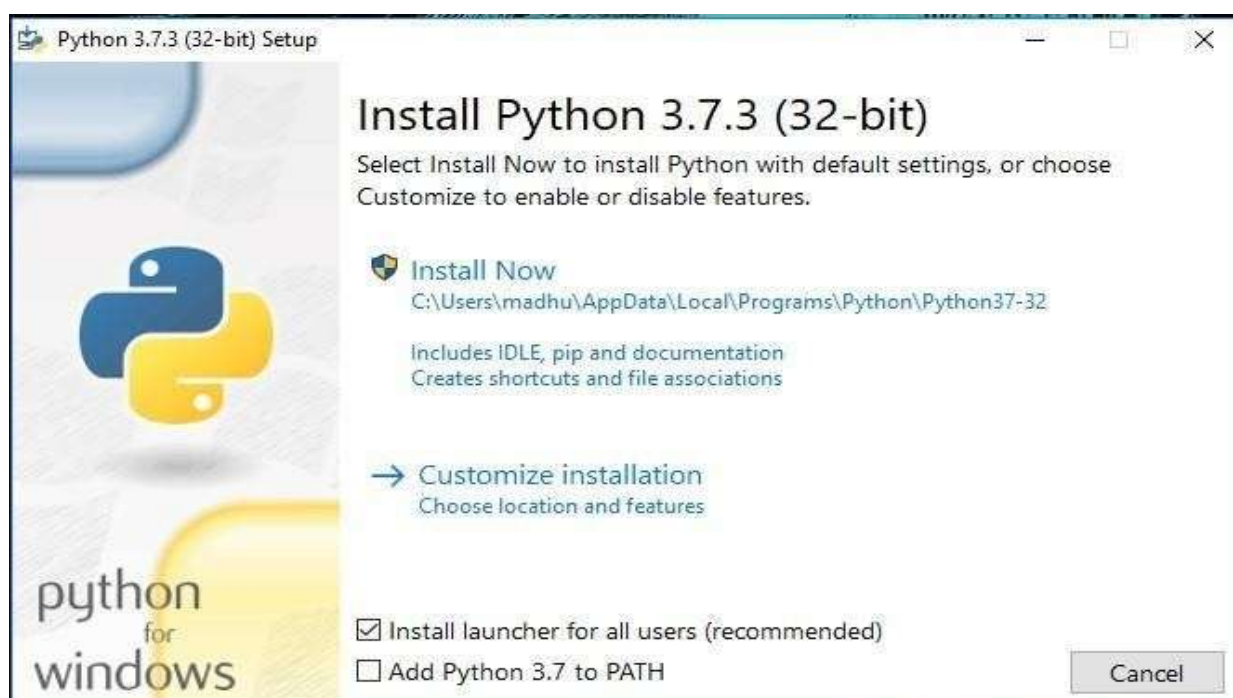 Python 3.7.3 (32-bit) Setup
Install Python 3.7.3 (32-bit)
Select Install Now to install Python with default settings, or choose
Customize to enable or disable features.
Install Now
C:\Users\madhu\AppData\Local\Programs\Python\Python37-32
Includes IDLE, pip and documentation
Creates shortcuts and file associations
Customize installation
Choose location and features
python
for
windows
Install launcher for all users (recommended)
Add Python 3.7 to PATH
Cancel